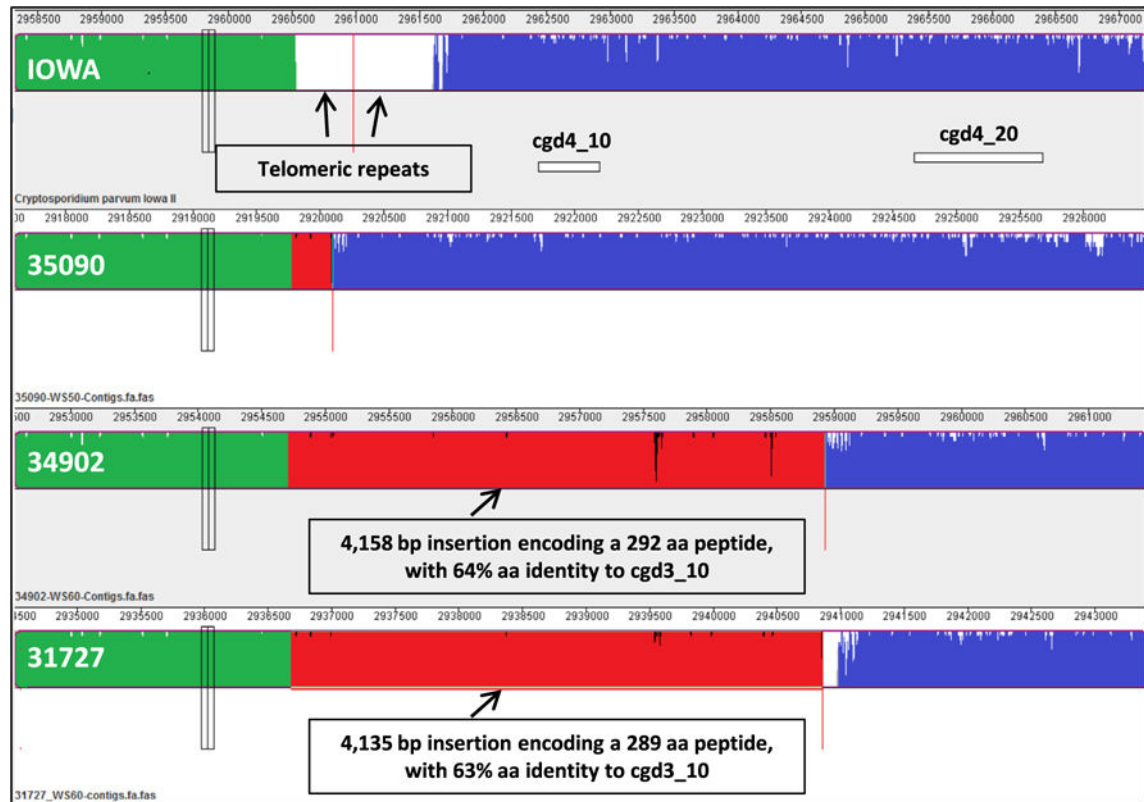 2958500 2959000 2959500 2960000 2960500 2961000 2961500 2962000 2962500 2963000 2963500 2964000 2964500 2965000 2965500 2966000 2966500 2967000
IOWA
cgd4_10
cgd4_20
Telomeric repeats
Cryptosporidium parvum Iowa II
00 2918000 2918500 2919000 2919500 2920000 2920500 2921000 2921500 2922000 2922500 2923000 2923500 2924000 2924500 2925000 2925500 2926000
35090
35090-WS50-Contigs.fa.fas
500 2953000 2953500 2954000 2954500 2955000 2955500 2956000 2956500 2957000 2957500 2958000 2958500 2959000 2959500 2960000 2960500 2961000
34902
4,158 bp insertion encoding a 292 aa peptide,
with 64% aa identity to cgd3_10
34902-WS60-Contigs.fa.fas
4500 2935000 2935500 2936000 2936500 2937000 2937500 2938000 2938500 2939000 2939500 2940000 2940500 2941000 2941500 2942000 2942500 2943000
31727
4,135 bp insertion encoding a 289 aa peptide,
with 63% aa identity to cgd3_10
31727_WS60-contigs.fa.fas